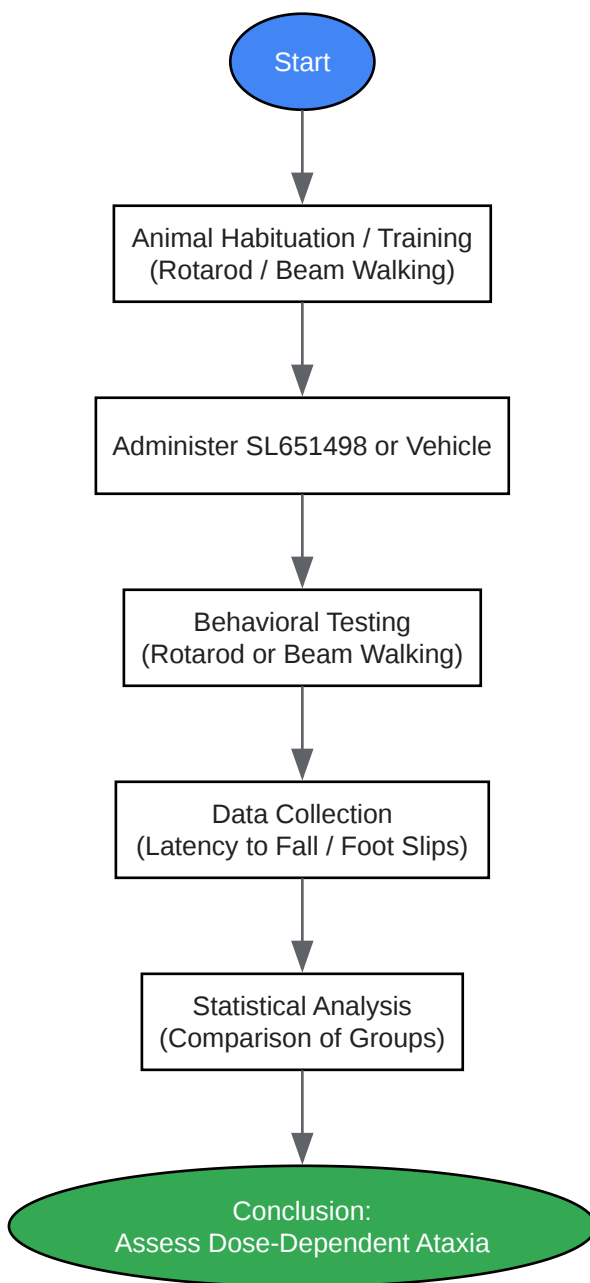 Start
Animal Habituation / Training
(Rotarod / Beam Walking)
Administer SL651498 or Vehicle
Behavioral Testing
(Rotarod or Beam Walking)
Data Collection
(Latency to Fall / Foot Slips)
Statistical Analysis
(Comparison of Groups)
Conclusion:
Assess Dose-Dependent Ataxia